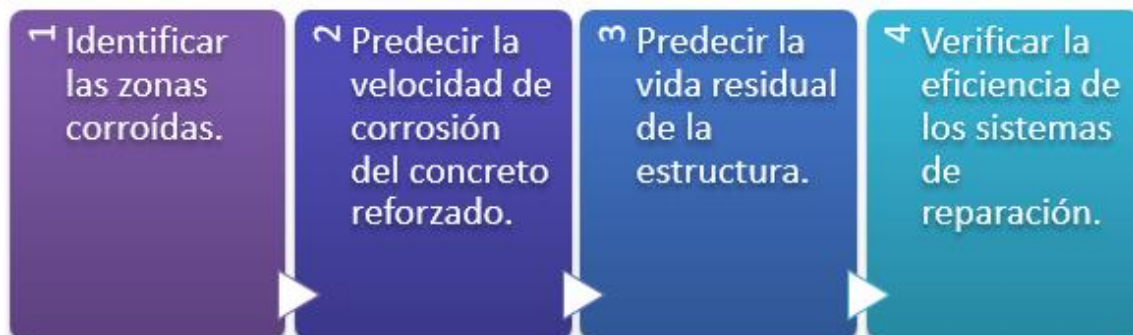 1
Identificar
las zonas
corroídas.
2
Predecir la
velocidad de
corrosión
del concreto
reforzado.
3
Predecir la
vida residual
de la
estructura.
4
Verificar la
eficiencia de
los sistemas
de
reparación.